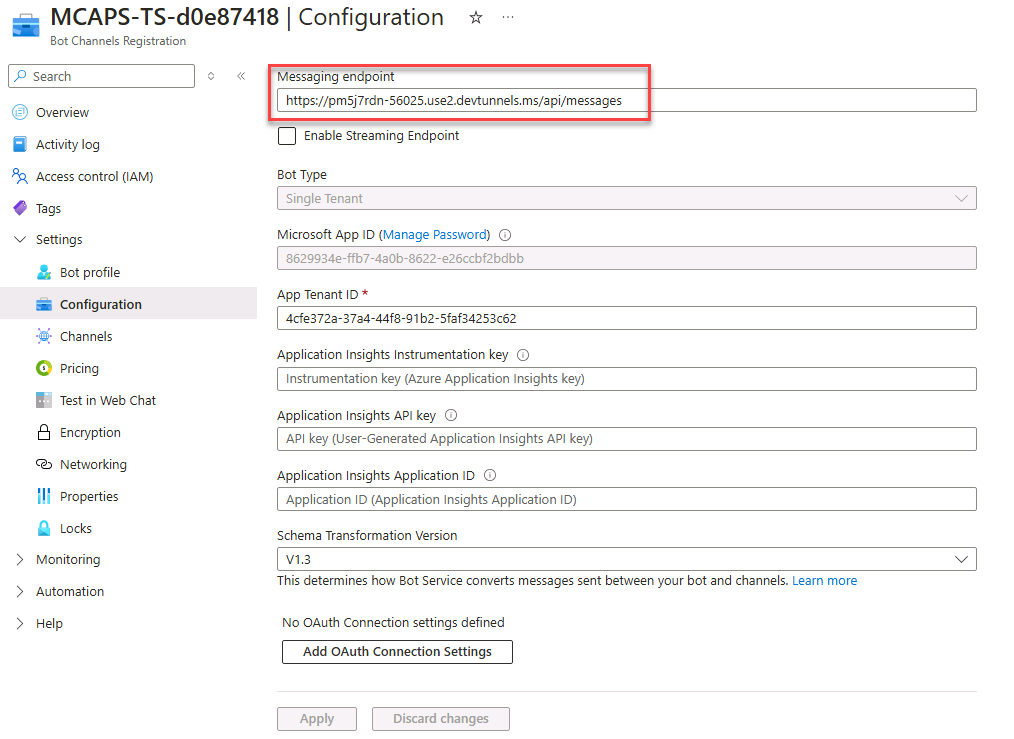 MCAPS-TS-d0e87418 | Configuration
Bot Channels Registration
Search
Overview
Activity log
Access control (IAM)
Tags
Settings
Bot profile
Configuration
Channels
Pricing
Test in Web Chat
Encryption
Networking
Properties
Locks
Monitoring
Automation
Help
Messaging endpoint
https://pm5j7rdn-56025.use2.devtunnels.ms/api/messages
Enable Streaming Endpoint
Bot Type
Single Tenant
Microsoft App ID (Manage Password)
8629934e-ffb7-4a0b-8622-e26ccbf2bdbb
App Tenant ID *
4cfe372a-37a4-44f8-91b2-5faf34253c62
Application Insights Instrumentation key
Instrumentation key (Azure Application Insights key)
Application Insights API key
API key (User-Generated Application Insights API key)
Application Insights Application ID
Application ID (Application Insights Application ID)
Schema Transformation Version
V1.3
This determines how Bot Service converts messages sent between your bot and channels. Learn more
No OAuth Connection settings defined
Add OAuth Connection Settings
Apply
Discard changes